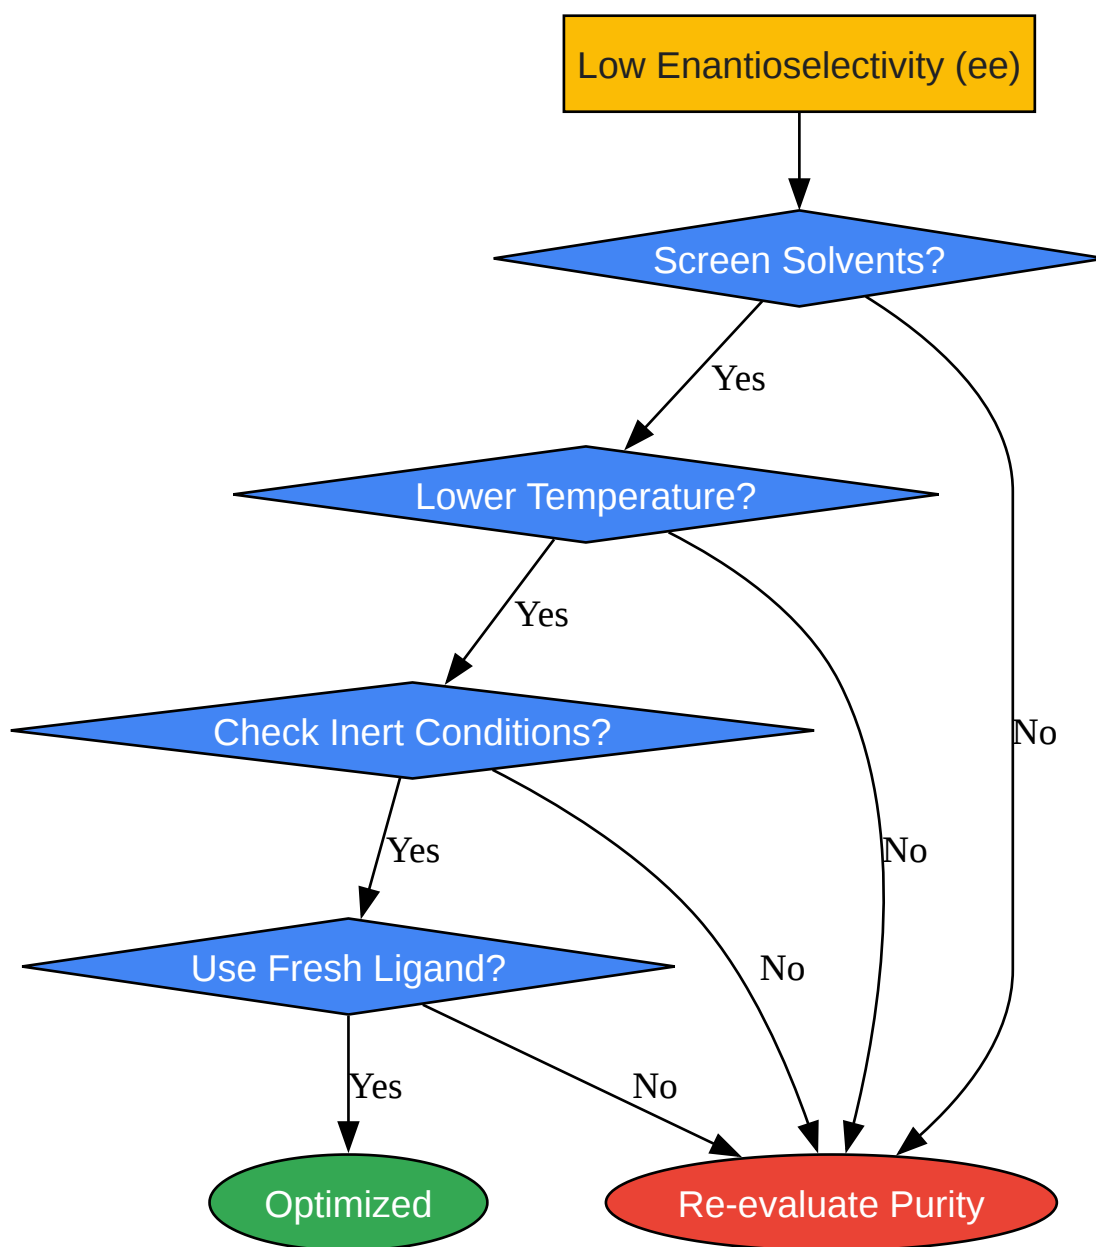 Low Enantioselectivity (ee)
Screen Solvents?
Yes
Lower Temperature?
Yes
Check Inert Conditions?
No
Yes
No
Use Fresh Ligand?
No
Yes
No
Optimized
Re-evaluate Purity